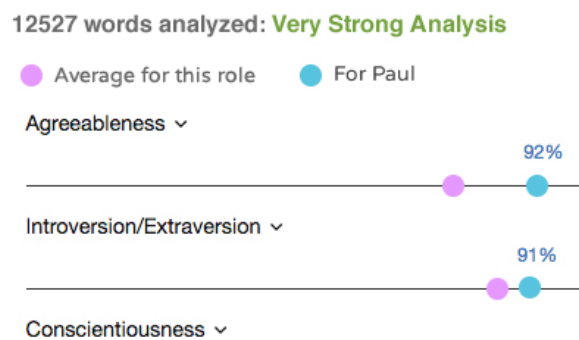 12527 words analyzed: Very Strong Analysis
Average for this role For Paul
Agreeableness
92%
Introversion/Extraversion
91%
Conscientiousness